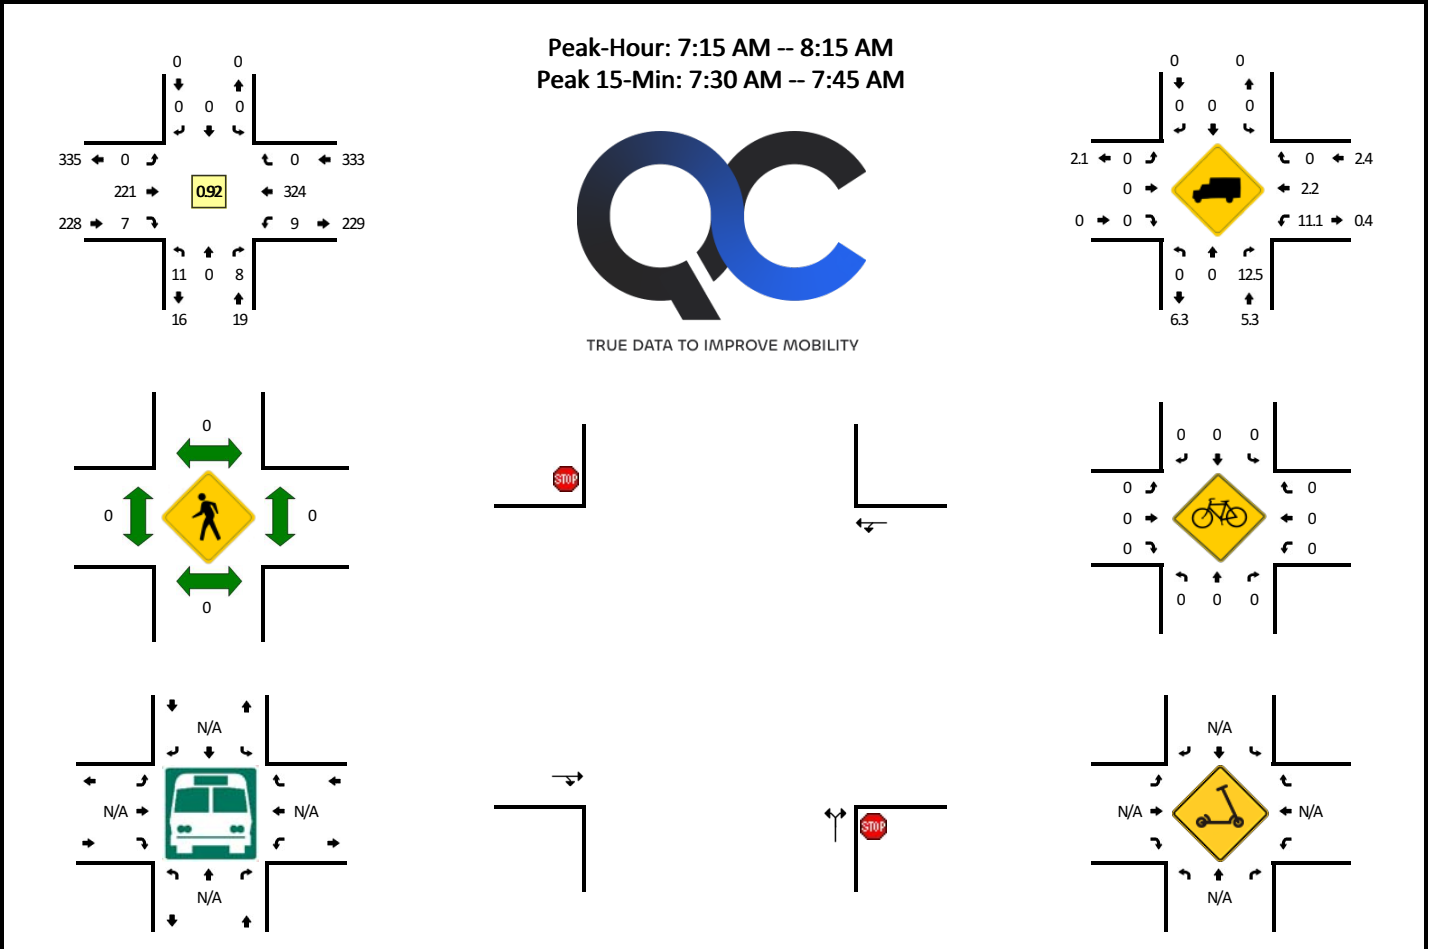 Peak-Hour: 7:15 AM -- 8:15 AM
Peak 15-Min: 7:30 AM -- 7:45 AM
0 0
0 0 0
335 0 0 333
221 0.92 324
228 7 9 229
11 0 8
16 19
TRUE DATA TO IMPROVE MOBILITY
0 0
0 0 0
2.1 0 0 2.4
0 2.2
0 0 11.1 0.4
0 0 12.5
6.3 5.3
0
0 0
0
STOP
0 0 0
0 0
0 0
0 0
0 0 0
N/A
N/A N/A
N/A
STOP
N/A
N/A N/A
N/A